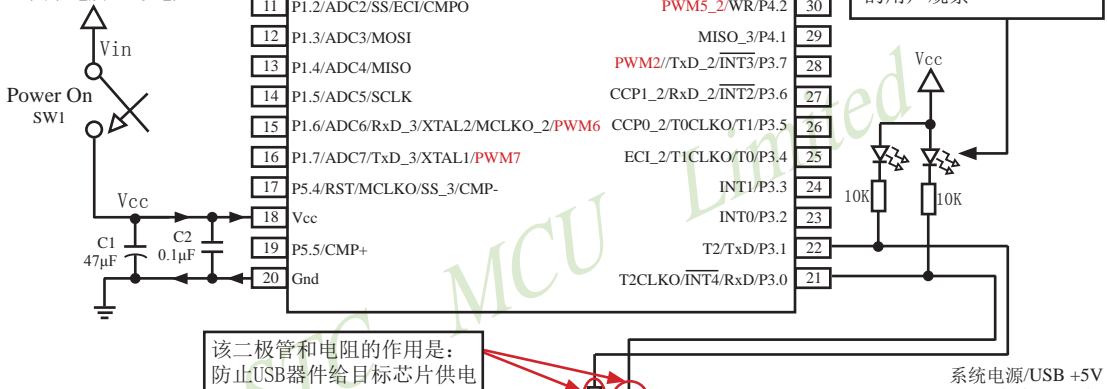 11 P1.2/ADC2/SS/ECI/CMPO
PWM5_2/WR/P4.2 30
12 P1.3/ADC3/MOSI
MISO_3/P4.1 29
Vin
13 P1.4/ADC4/MISO
PWM2//TxD_2/INT3/P3.7 28
Vcc
Power On
SW1
14 P1.5/ADC5/SCLK
CCP1_2/RxD_2/INT2/P3.6 27
15 P1.6/ADC6/RxD_3/XTAL2/MCLKO_2/PWM6
CCP0_2/T0CLKO/T1/P3.5 26
16 P1.7/ADC7/TxD_3/XTAL1/PWM7
ECI_2/T1CLKO/T0/P3.4 25
17 P5.4/RST/MCLKO/SS_3/CMP-
INT1/P3.3 24
10K
10K
Vcc
18 Vcc
INT0/P3.2 23
C1
47μF
C2
0.1μF
19 P5.5/CMP+
T2/TxD/P3.1 22
20 Gnd
T2CLKO/INT4/RxD/P3.0 21
STC MCU Limited
该二极管和电阻的作用是：
防止USB器件给目标芯片供电
系统电源/USB +5V